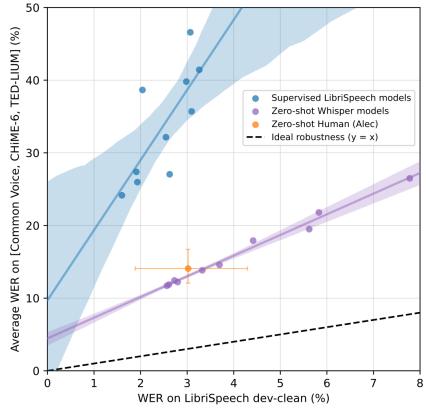 50
40
30
20
10
0
Average WER on [Common Voice, CHiME-6, TED-LIUM] (%)
Supervised LibriSpeech models
Zero-shot Whisper models
Zero-shot Human (Alec)
Ideal robustness (y = x)
0 1 2 3 4 5 6 7 8
WER on LibriSpeech dev-clean (%)